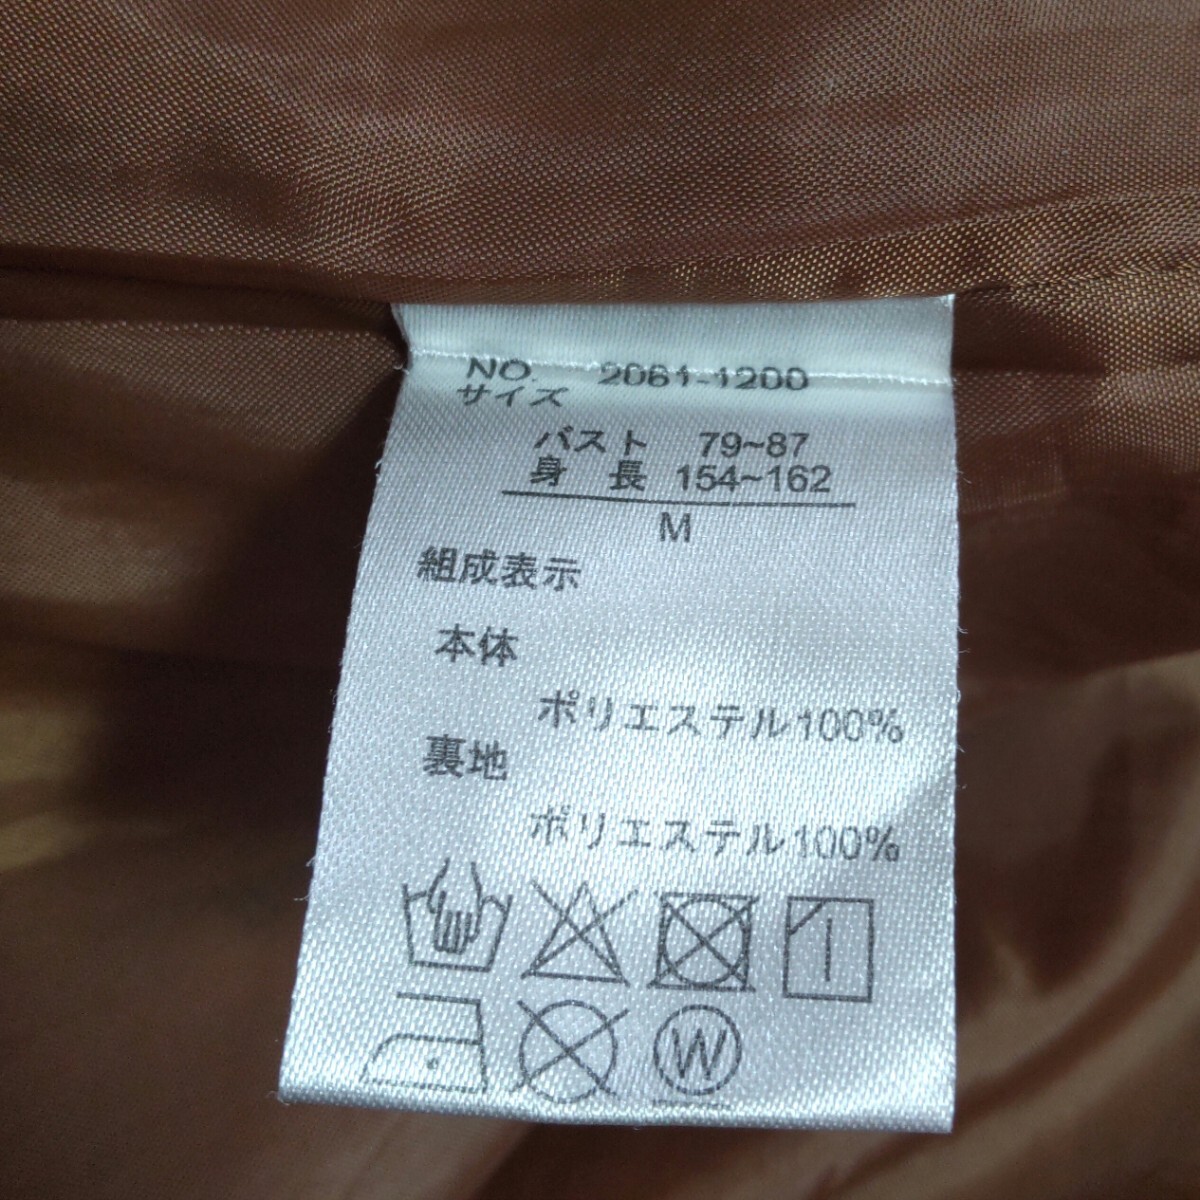 NO. 2061-1200
サイズ
バスト 79~87
身 長 154~162
M
組成表示
本体
ポリエステル100%
裏地
ポリエステル100%
W